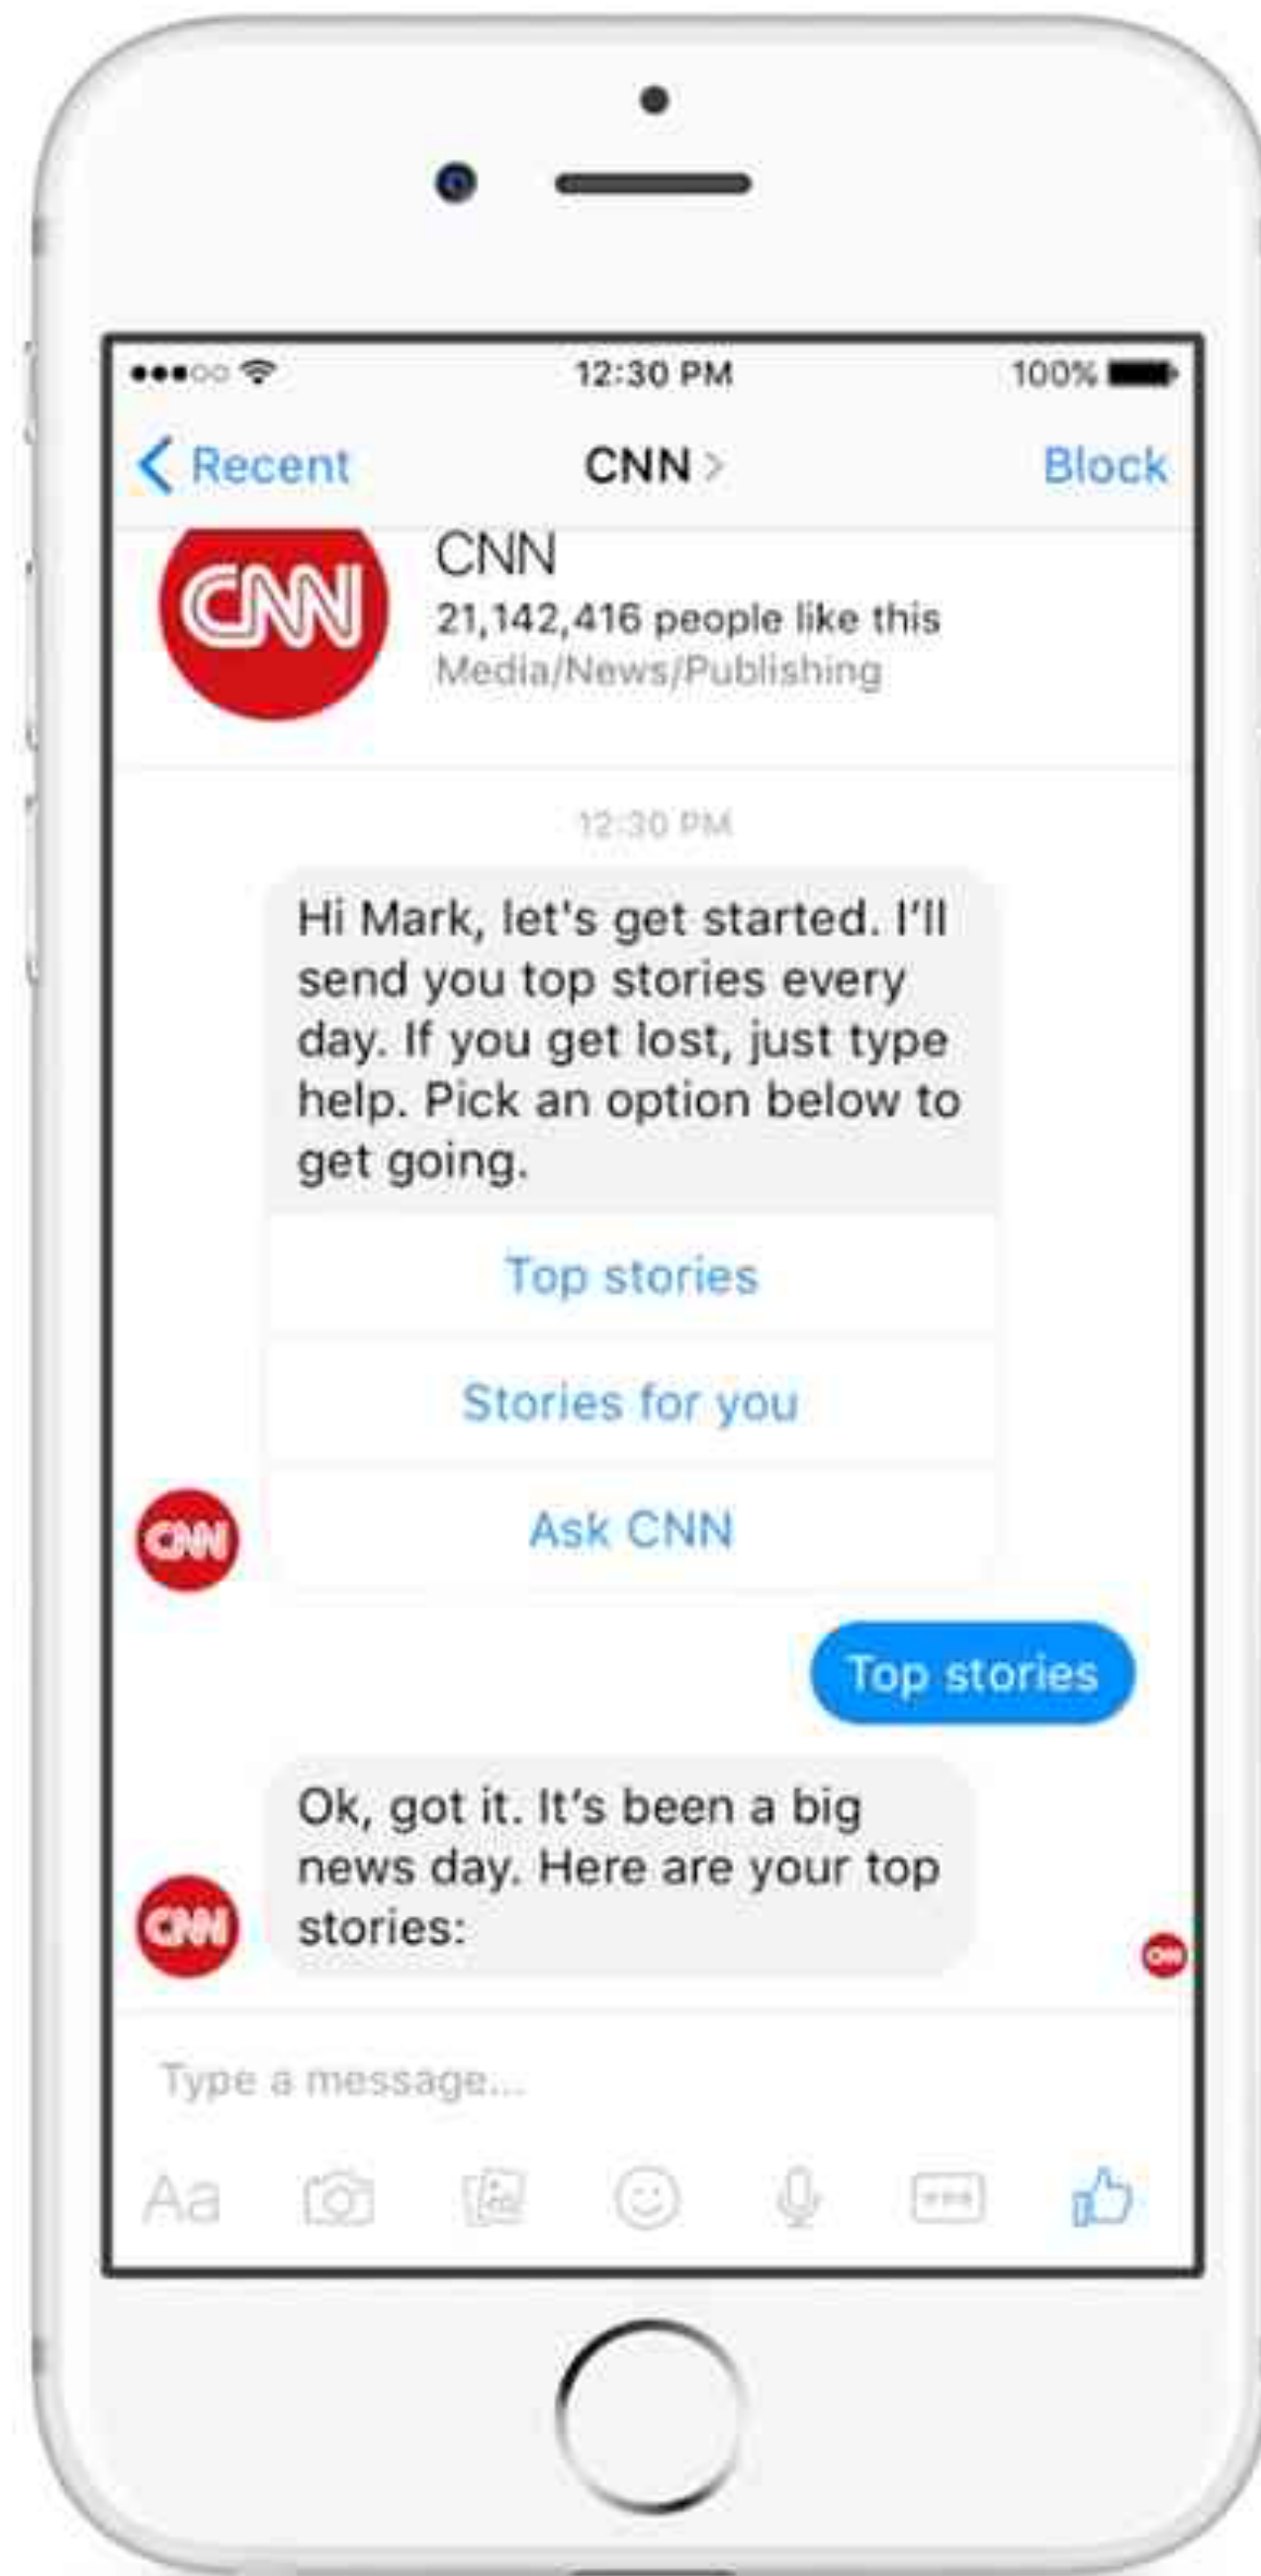 12:30 PM
100%
Recent
CNN >
Block
CNN
CNN
21,142,416 people like this
Media/News/Publishing
12:30 PM
Hi Mark, let's get started. I'll
send you top stories every
day. If you get lost, just type
help. Pick an option below to
get going.
Top stories
Stories for you
Ask CNN
CNN
Top stories
Ok, got it. It's been a big
news day. Here are your top
stories:
CNN
CNN
Type a message...
Aa